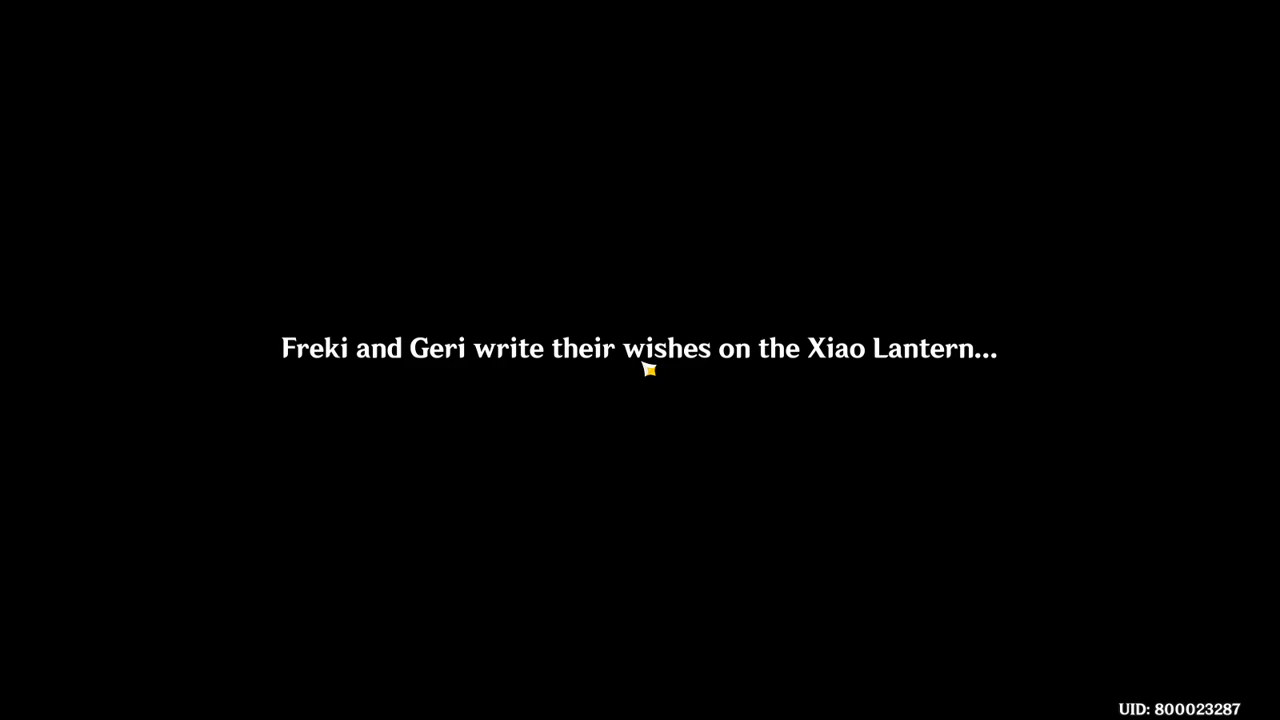 Freki and Geri write their wishes on the Xiao Lantern...
UID: 800023287